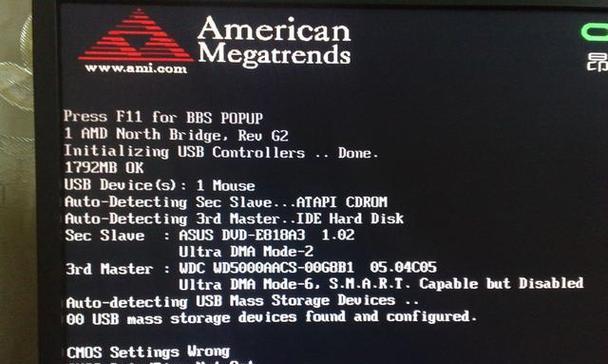 American
Megatrends
www.ami.com
昂
Press F11 for BBS POPUP
1 AMD North Bridge, Rev G2
Initializing USB Controllers .. Done.
1792MB OK
USB Device(s): 1 Mouse
Auto-Detecting Sec Slave...ATAPI CDROM
Auto-Detecting 3rd Master..IDE Hard Disk
Sec Slave : ASUS DVD-E818A3 1.02
Ultra DMA Mode-2
3rd Master : WDC WD5000AACS-00G8B1 05.04C05
Ultra DMA Mode-6, S.M.A.R.T. Capable but Disabled
Auto-detecting USB Mass Storage Devices ..
00 USB mass storage devices found and configured.
CMOS Settings Wrong